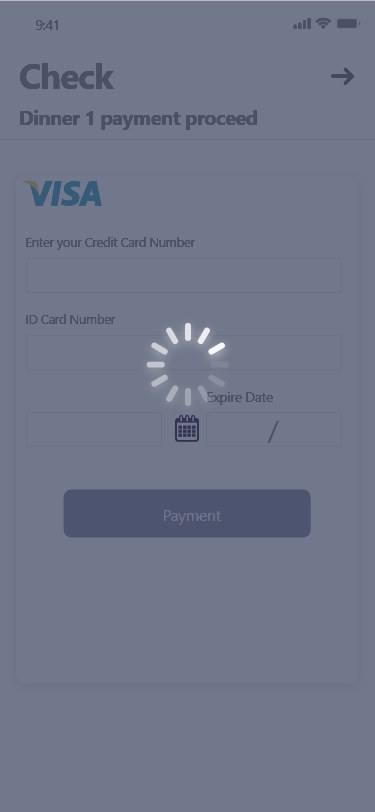 9:41
Check
Dinner 1 payment proceed
VISA
Enter your Credit Card Number
ID Card Number
Expire Date
/
Payment